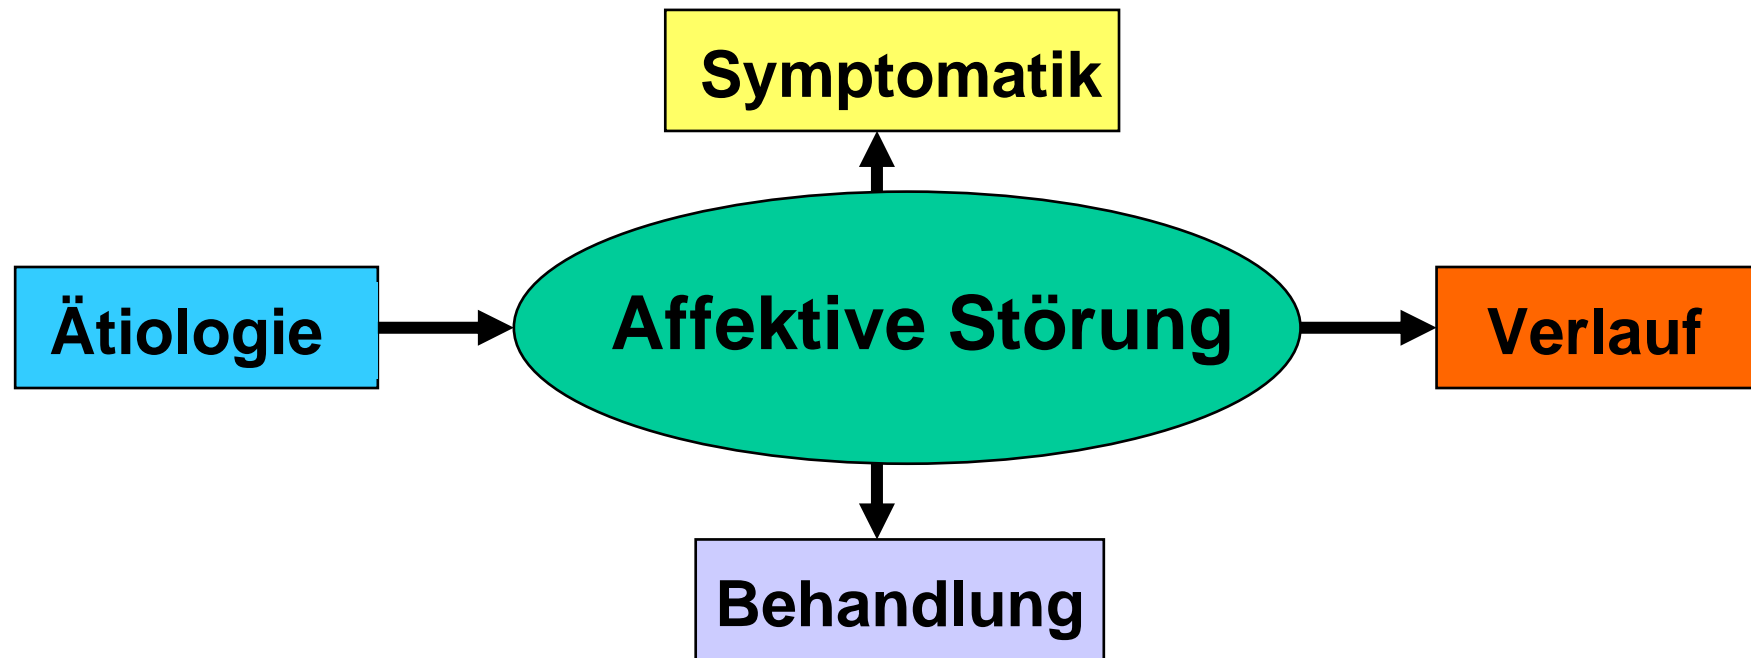 Symptomatik
Ätiologie
Affektive Störung
Verlauf
Behandlung